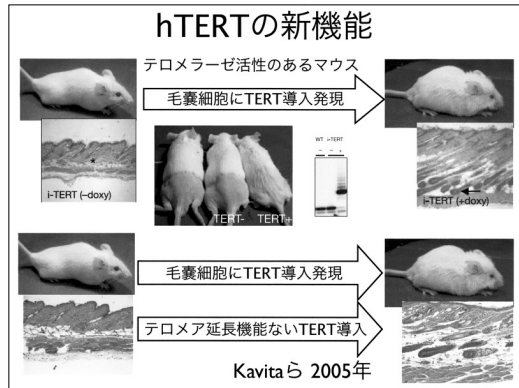 hTERTの新機能
テロメラーゼ活性のあるマウス
毛嚢細胞にTERT導入発現
WT i-TERT
– – +
i-TERT (–doxy)
TERT- TERT+
i-TERT (+doxy)
毛嚢細胞にTERT導入発現
テロメア延長機能ないTERT導入
Kavitaら 2005年